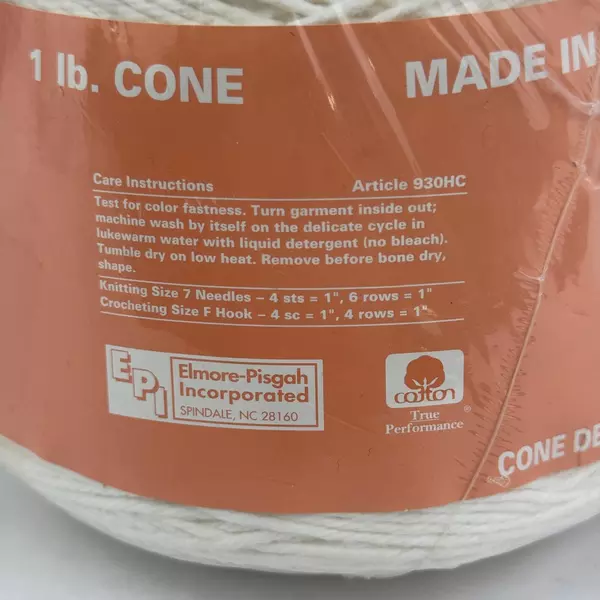 1 lb. CONE
MADE IN
Care Instructions Article 930HC
Test for color fastness. Turn garment inside out;
machine wash by itself on the delicate cycle in
lukewarm water with liquid detergent (no bleach).
Tumble dry on low heat. Remove before bone dry,
shape.
Knitting Size 7 Needles – 4 sts = 1", 6 rows = 1"
Crocheting Size F Hook – 4 sc = 1", 4 rows = 1"
EPI
Elmore-Pisgah
Incorporated
SPINDALE, NC 28160
cotton
True
Performance®
CONE DE